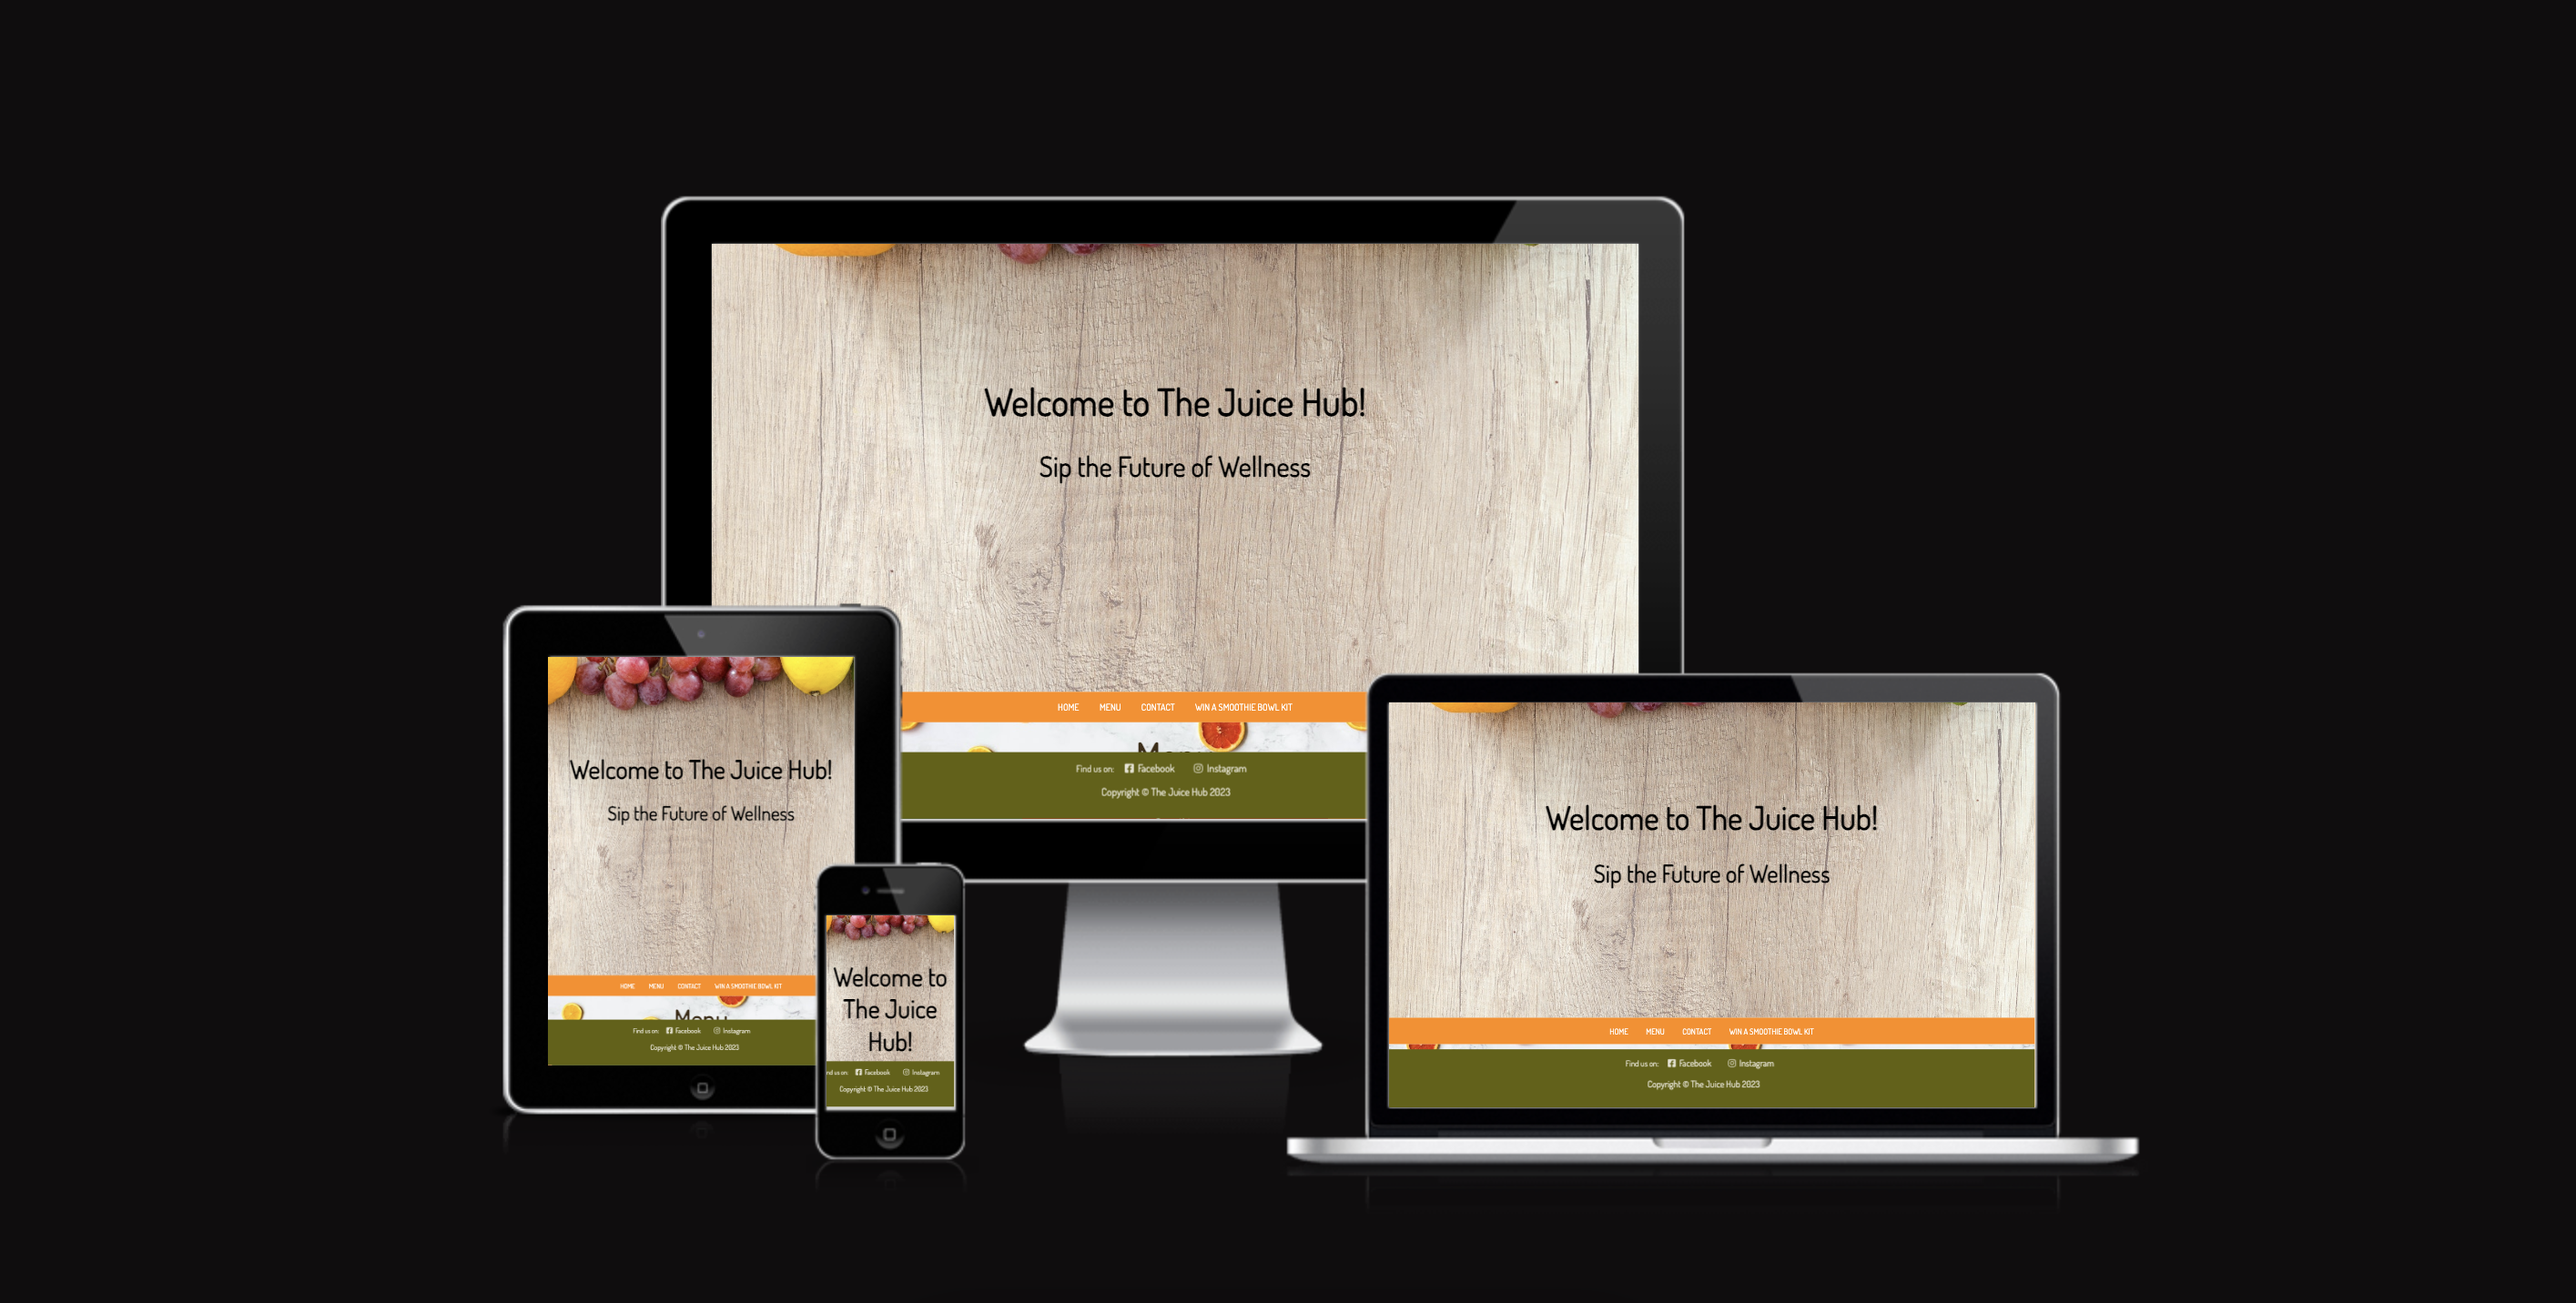 Welcome to The Juice Hub!
Sip the Future of Wellness
HOME MENU CONTACT WIN A SMOOTHIE BOWL KIT
Find us on: Facebook Instagram
Copyright © The Juice Hub 2023
Welcome to The Juice Hub!
Sip the Future of Wellness
HOME MENU CONTACT WIN A SMOOTHIE BOWL KIT
Menu
Find us on: Facebook Instagram
Copyright © The Juice Hub 2023
Welcome to
The Juice
Hub!
nd us on: Facebook Instagram
Copyright © The Juice Hub 2023
Welcome to The Juice Hub!
Sip the Future of Wellness
HOME MENU CONTACT WIN A SMOOTHIE BOWL KIT
Find us on: Facebook Instagram
Copyright © The Juice Hub 2023